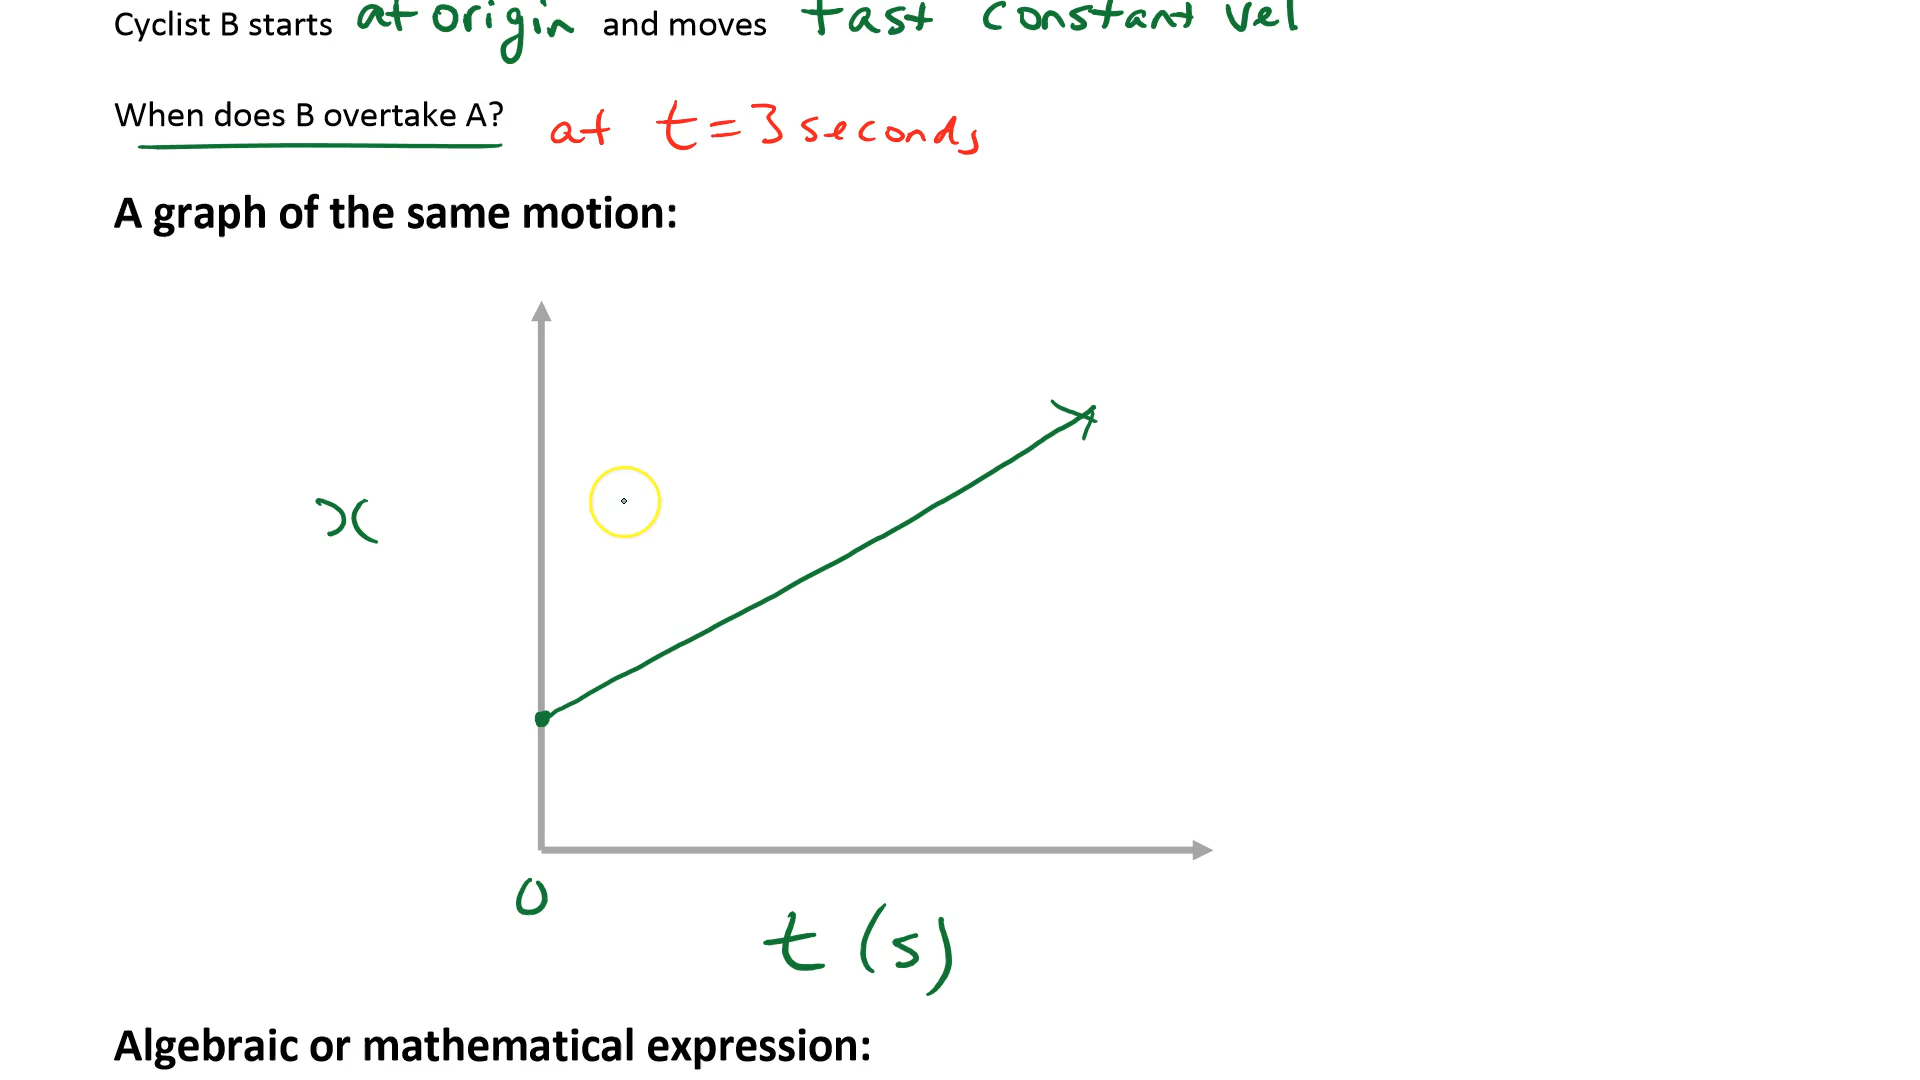 Cyclist B starts at origin and moves fast constant vel
When does B overtake A? at t = 3 seconds
A graph of the same motion:
x
0
t (s)
Algebraic or mathematical expression: